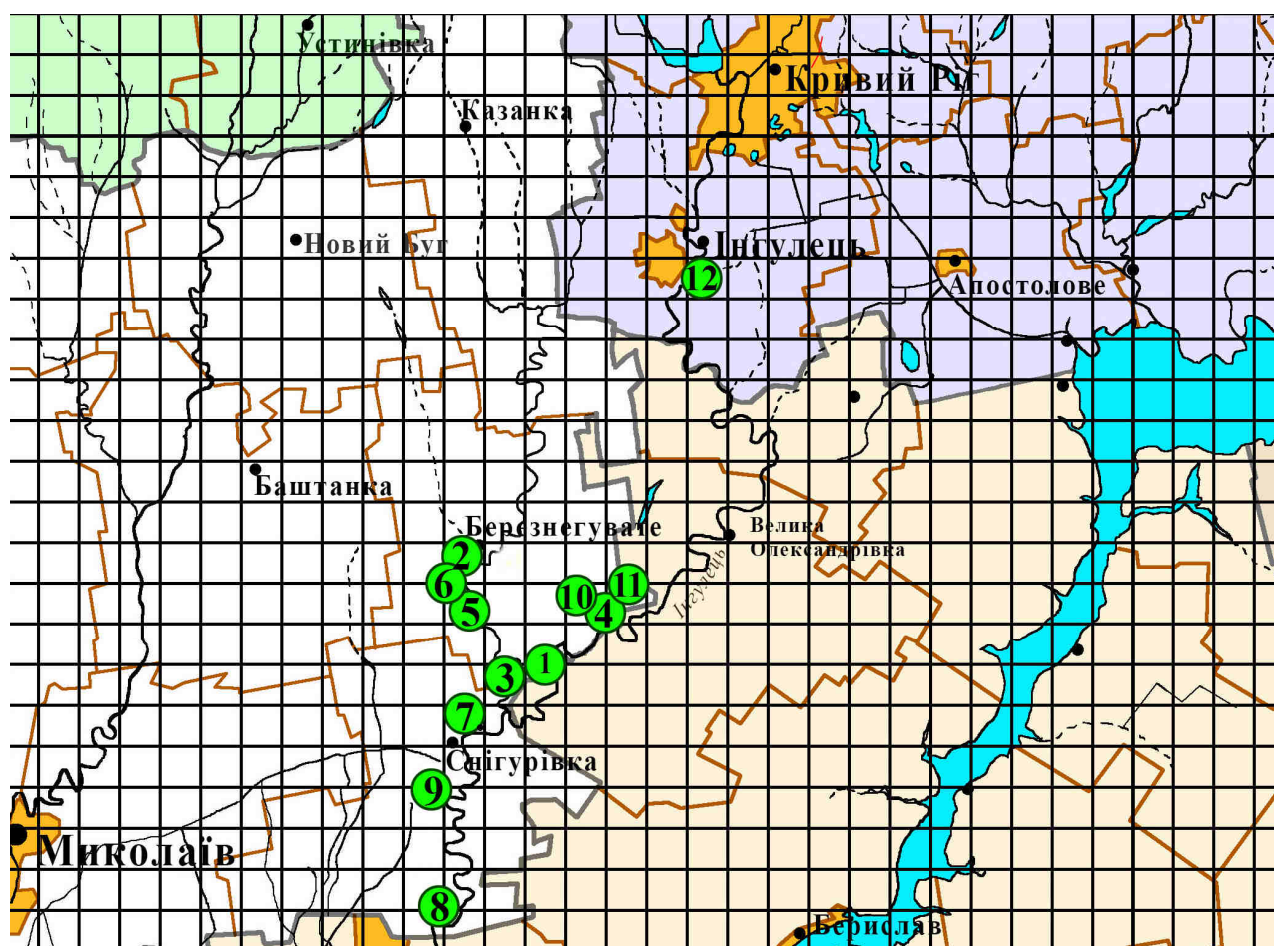 Устинівка
Кривий Ріг
Казанка
Новий Буг
Інгулець
12
Апостолове
Баштанка
Березнегувате
Велика
Олександрівка
2
6
10
11
Інгулець
5
4
1
3
7
Снігурівка
9
Миколаїв
8
Берислав